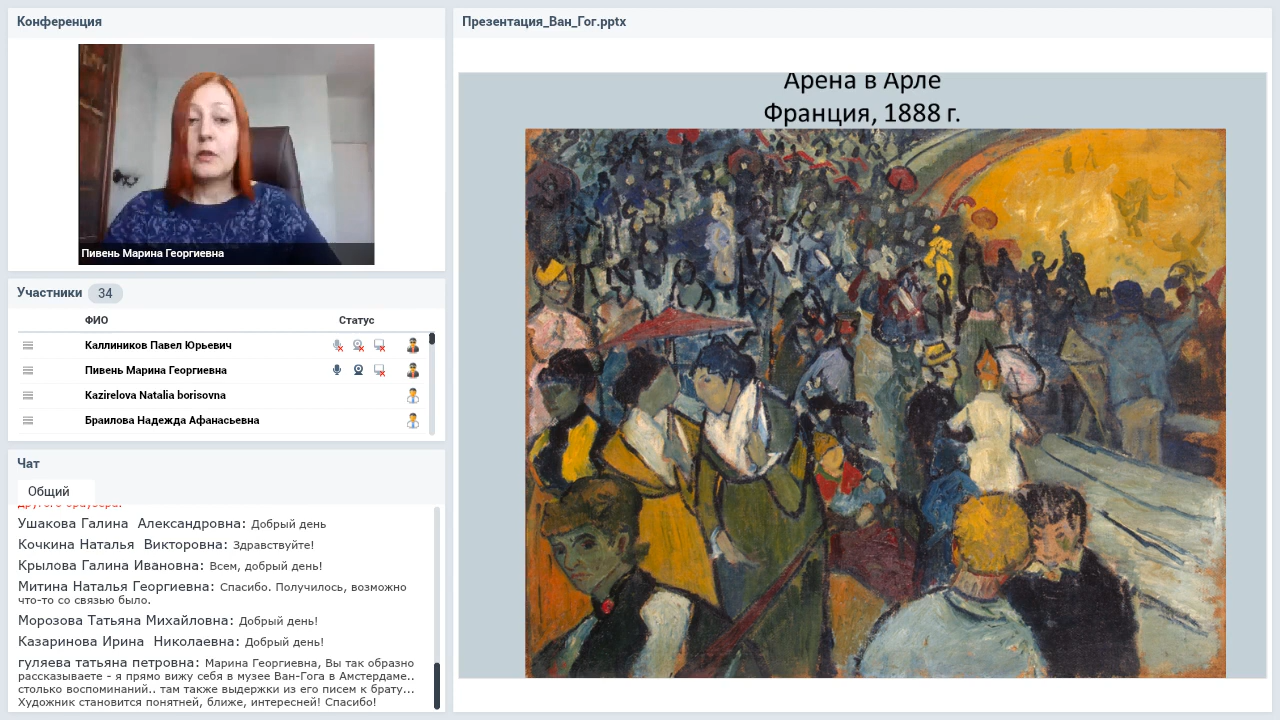 Конференция
Пивень Марина Георгиевна
Участники 34
ФИО Статус
Каллиников Павел Юрьевич
Пивень Марина Георгиевна
Kazirelova Natalia borisovna
Браилова Надежда Афанасьевна
Чат
Общий
другого браузера.
Ушакова Галина Александровна: Добрый день
Кочкина Наталья Викторовна: Здравствуйте!
Крылова Галина Ивановна: Всем, добрый день!
Митина Наталья Георгиевна: Спасибо. Получилось, возможно
что-то со связью было.
Морозова Татьяна Михайловна: Добрый день!
Казаринова Ирина Николаевна: Добрый день!
гуляева татьяна петровна: Марина Георгиевна, Вы так образно
рассказываете - я прямо вижу себя в музее Ван-Гога в Амстердаме..
столько воспоминаний.. там также выдержки из его писем к брату...
Художник становится понятней, ближе, интересней! Спасибо!
Презентация_Ван_Гог.pptx
Арена в Арле
Франция, 1888 г.